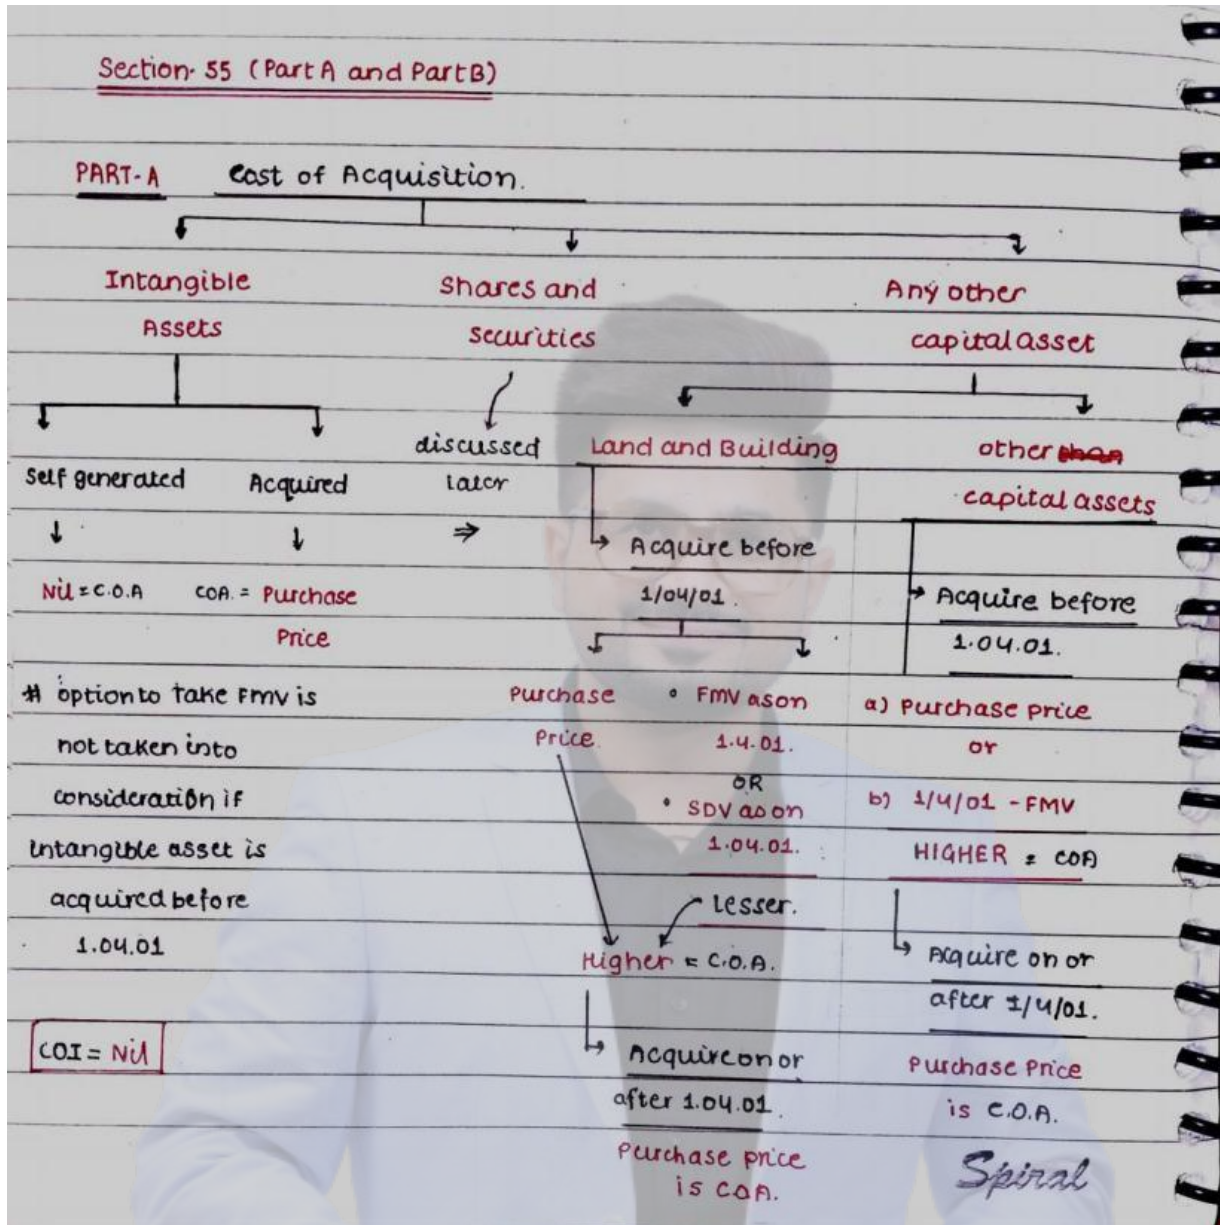 Section. 55 (Part A and Part B)
PART-A Cost of Acquisition.
Intangible
Assets
Shares and
securities
Any other
capital asset
Self generated
↓
Nil = C.O.A
Acquired
↓
COA. = Purchase
Price
discussed
later
⇒
# option to take FMV is
not taken into
consideration if
intangible asset is
acquired before
1.04.01
COI = Nil
Land and Building
Acquire before
1/04/01.
Purchase
Price.
• FMV as on
1.4.01.
OR
• SDV as on
1.04.01.
Lesser.
Higher = C.O.A.
Acquire on or
after 1.04.01.
Purchase price
is COA.
other than
capital assets
Acquire before
1.04.01.
a) Purchase price
or
b) 1/4/01 - FMV
HIGHER = COA
Acquire on or
after 1/4/01.
Purchase Price
is C.O.A.
Spiral